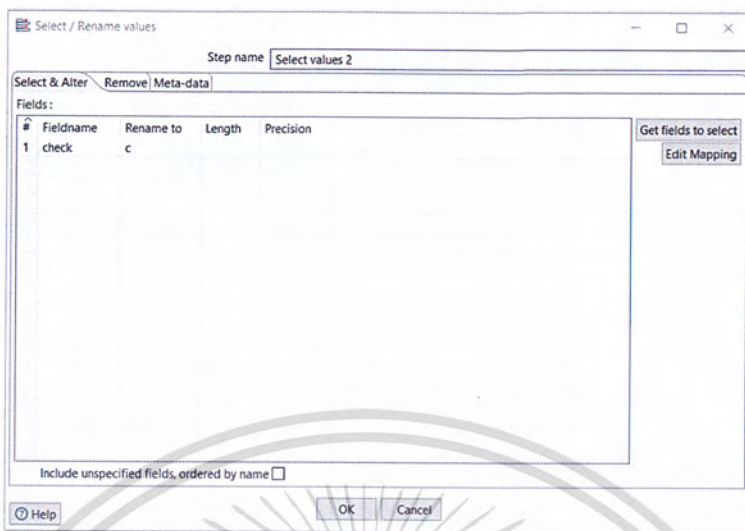 Select / Rename values
Step name Select values 2
Select & Alter Remove Meta-data
Fields :
# Fieldname Rename to Length Precision
1 check c
Get fields to select
Edit Mapping
Include unspecified fields, ordered by name
Help OK Cancel